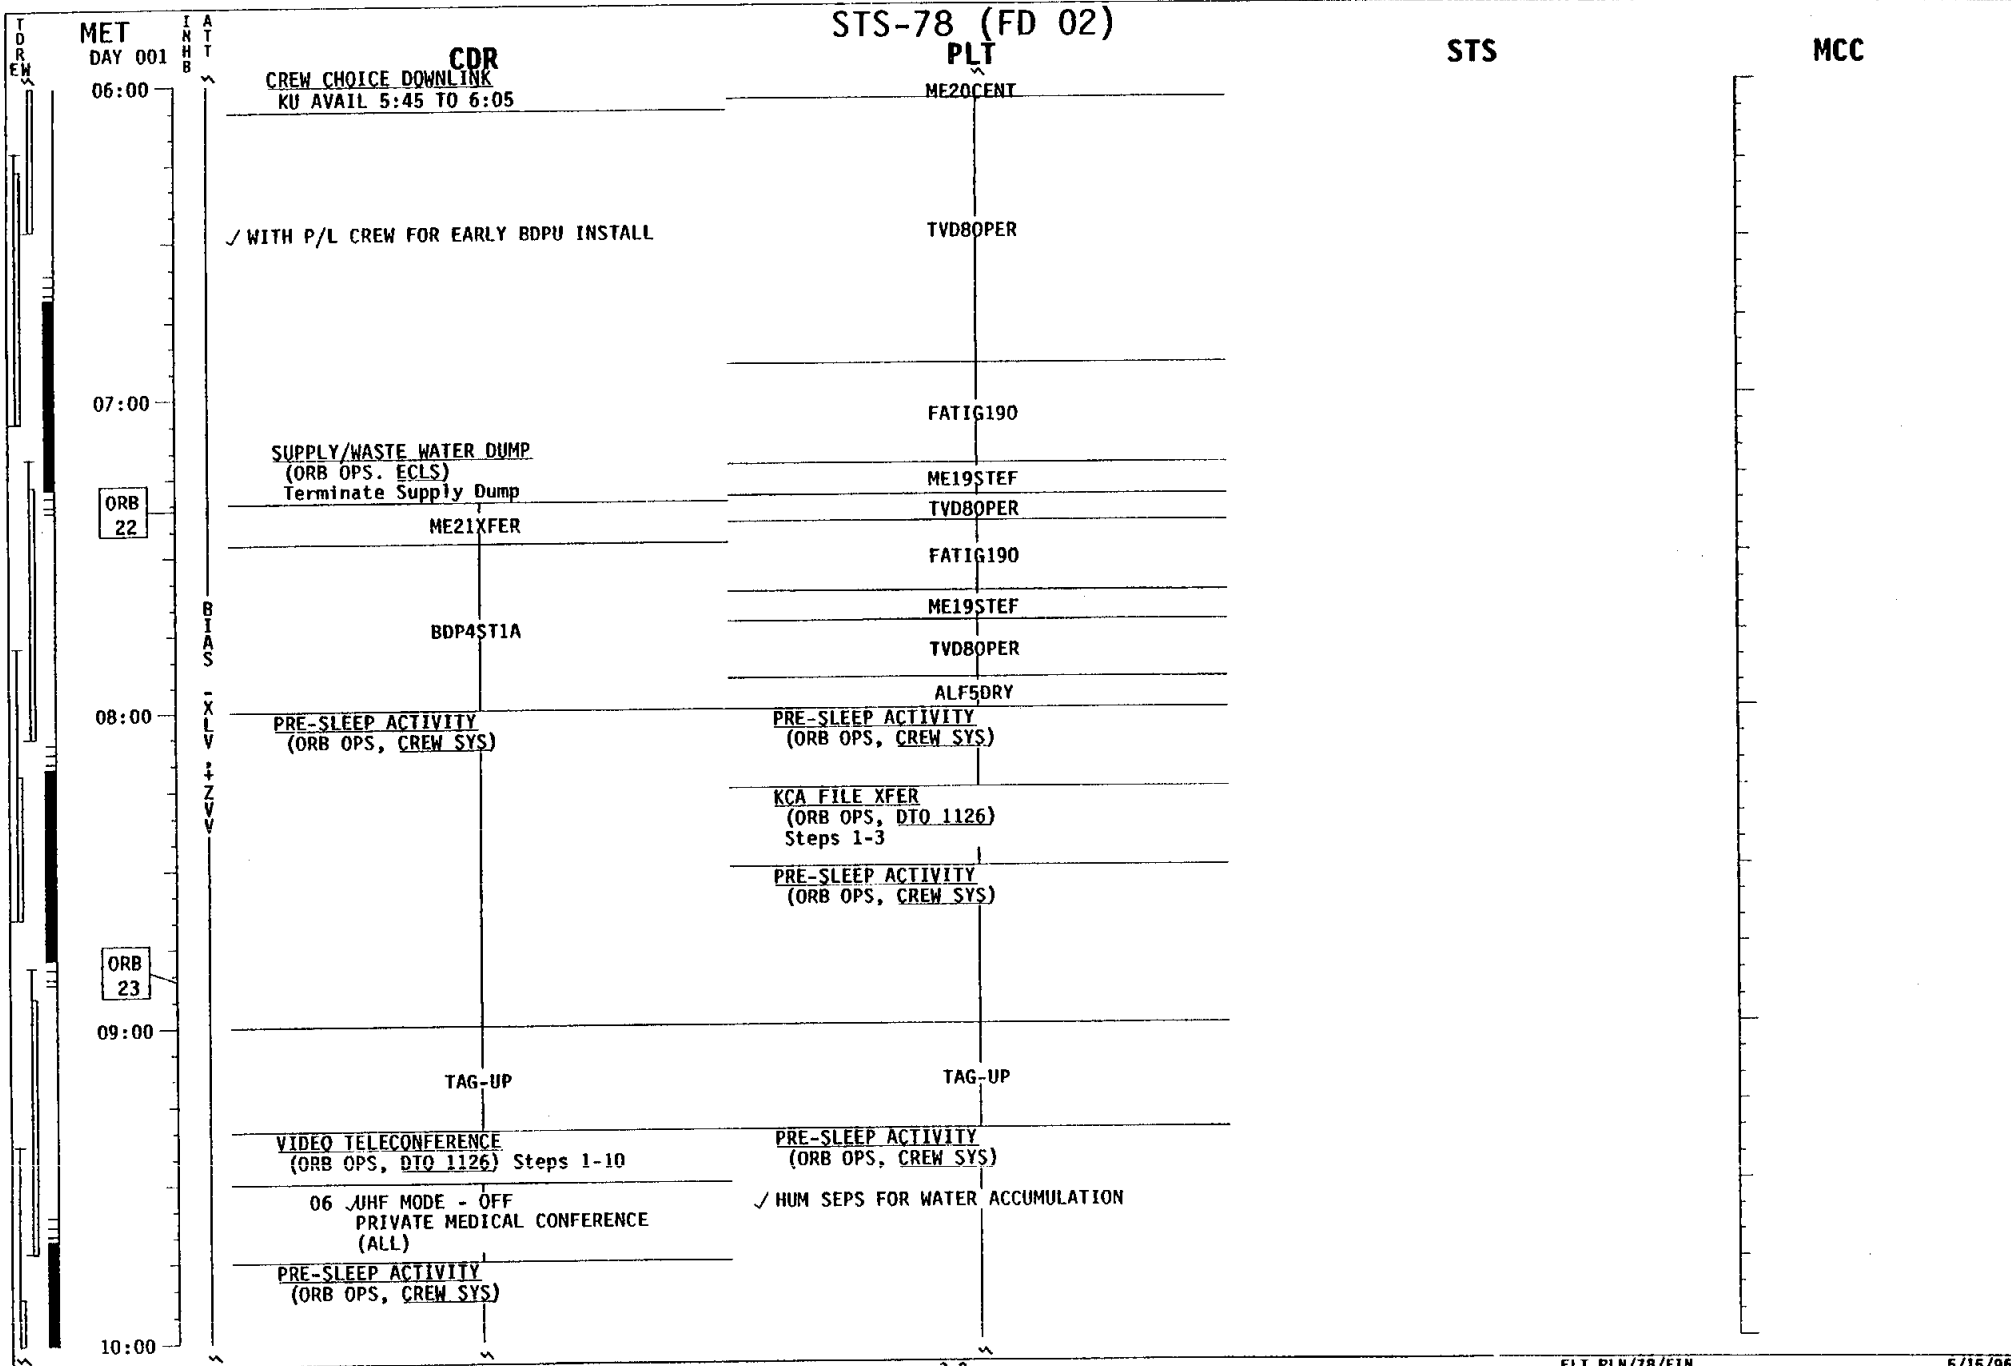 STS-78 (FD 02)
TDRE W
MET
DAY 001
INHB
ATT
CDR
PLT
STS
MCC
06:00
CREW CHOICE DOWNLINK
KU AVAIL 5:45 TO 6:05
ME20CENT
✓ WITH P/L CREW FOR EARLY BDPU INSTALL
TVD8OPER
07:00
FATIG190
SUPPLY/WASTE WATER DUMP
(ORB OPS. ECLS)
Terminate Supply Dump
ME19STEF
ORB
22
TVD8OPER
ME21XFER
FATIG190
ME19STEF
BDP4ST1A
TVD8OPER
ALF5DRY
BIAS -XLV,+ZVV
08:00
PRE-SLEEP ACTIVITY
(ORB OPS, CREW SYS)
PRE-SLEEP ACTIVITY
(ORB OPS, CREW SYS)
KCA FILE XFER
(ORB OPS, DTO 1126)
Steps 1-3
PRE-SLEEP ACTIVITY
(ORB OPS, CREW SYS)
ORB
23
09:00
TAG-UP
TAG-UP
VIDEO TELECONFERENCE
(ORB OPS, DTO 1126) Steps 1-10
PRE-SLEEP ACTIVITY
(ORB OPS, CREW SYS)
06 ✓UHF MODE - OFF
PRIVATE MEDICAL CONFERENCE
(ALL)
✓ HUM SEPS FOR WATER ACCUMULATION
PRE-SLEEP ACTIVITY
(ORB OPS, CREW SYS)
10:00
FLT PLN/78/FIN
5/15/96